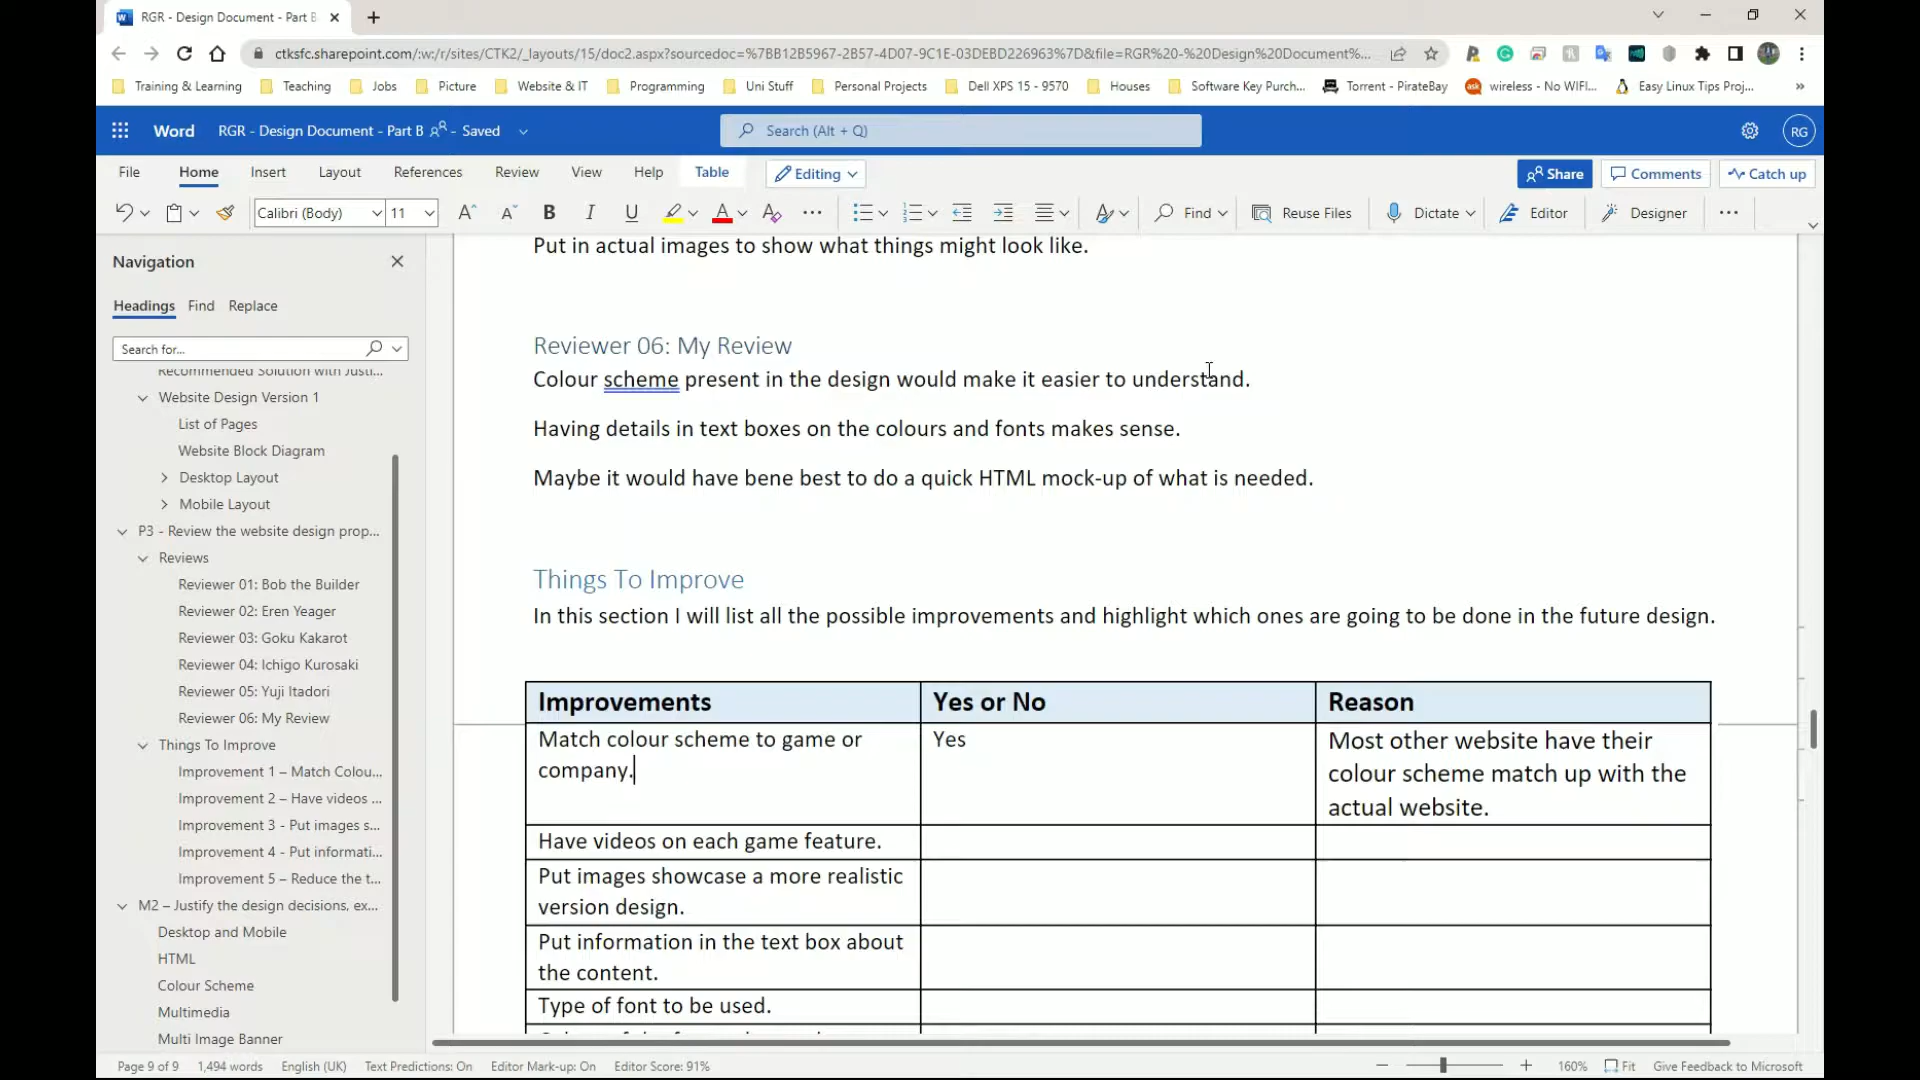 RGR - Design Document - Part B
ctksfc.sharepoint.com/:w:/r/sites/CTK2/_layouts/15/doc2.aspx?sourcedoc=%7BB12B5967-2B57-4D07-9C1E-03DEBD226963%7D&file=RGR%20-%20Design%20Document%...
Training & Learning Teaching Jobs Picture Website & IT Programming Uni Stuff Personal Projects Dell XPS 15 - 9570 Houses Software Key Purch... Torrent - PirateBay wireless - No WIFI... Easy Linux Tips Proj... »
Word RGR - Design Document - Part B - Saved Search (Alt + Q) RG
File Home Insert Layout References Review View Help Table Editing Share Comments Catch up
Calibri (Body) 11 A A B I U A A ... Find Dictate Reuse Files Editor Designer ...
Navigation
Headings Find Replace
Search for...
Recommended Solution with Justi...
Website Design Version 1
List of Pages
Website Block Diagram
Desktop Layout
Mobile Layout
P3 - Review the website design prop...
Reviews
Reviewer 01: Bob the Builder
Reviewer 02: Eren Yeager
Reviewer 03: Goku Kakarot
Reviewer 04: Ichigo Kurosaki
Reviewer 05: Yuji Itadori
Reviewer 06: My Review
Things To Improve
Improvement 1 – Match Colou...
Improvement 2 – Have videos ...
Improvement 3 - Put images s...
Improvement 4 - Put informati...
Improvement 5 – Reduce the t...
M2 – Justify the design decisions, ex...
Desktop and Mobile
HTML
Colour Scheme
Multimedia
Multi Image Banner
Put in actual images to show what things might look like.
Reviewer 06: My Review
Colour scheme present in the design would make it easier to understand.
Having details in text boxes on the colours and fonts makes sense.
Maybe it would have bene best to do a quick HTML mock-up of what is needed.
Things To Improve
In this section I will list all the possible improvements and highlight which ones are going to be done in the future design.
Improvements Yes or No Reason
Match colour scheme to game or
company.
Yes
Most other website have their
colour scheme match up with the
actual website.
Have videos on each game feature.
Put images showcase a more realistic
version design.
Put information in the text box about
the content.
Type of font to be used.
Page 9 of 9 1,494 words English (UK) Text Predictions: On Editor Mark-up: On Editor Score: 91% 160% Fit Give Feedback to Microsoft